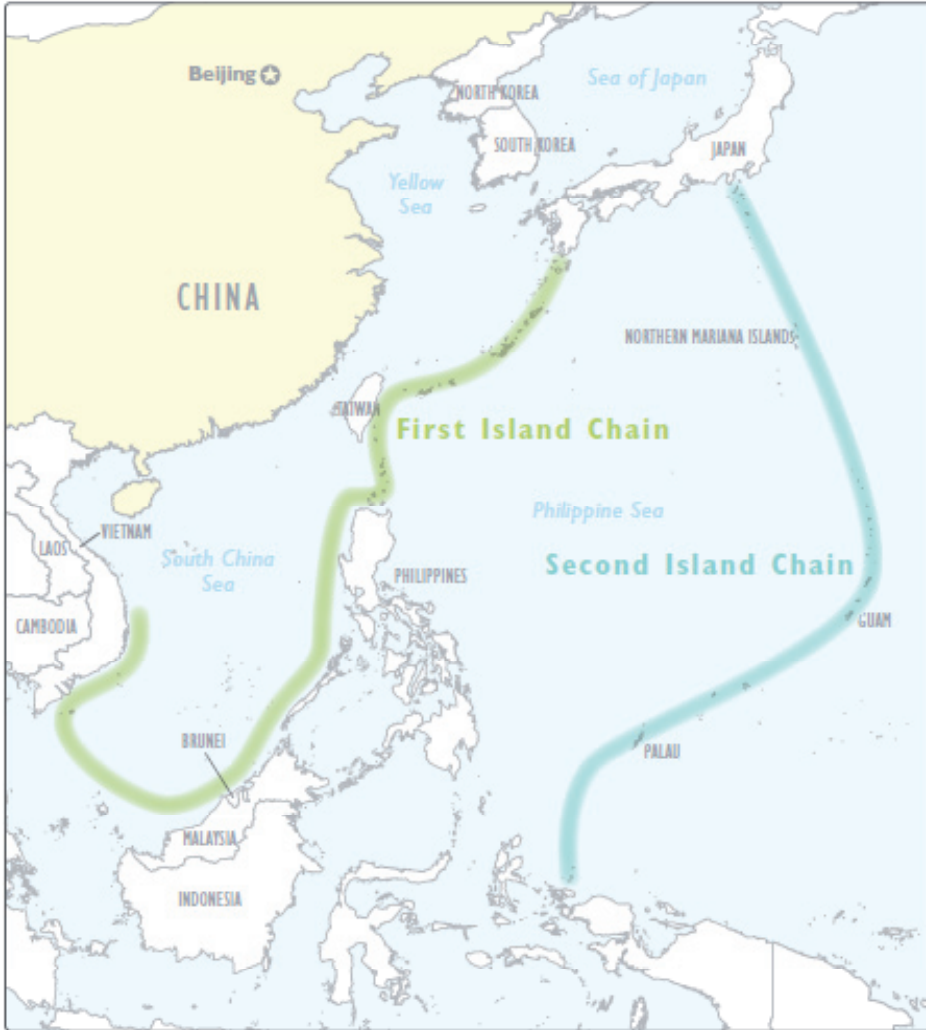 Beijing
Sea of Japan
NORTH KOREA
SOUTH KOREA
JAPAN
Yellow
Sea
CHINA
NORTHERN MARIANA ISLANDS
TAIWAN
First Island Chain
Philippine Sea
VIETNAM
LAOS
South China
Sea
Second Island Chain
PHILIPPINES
CAMBODIA
GUAM
BRUNEI
PALAU
MALAYSIA
INDONESIA